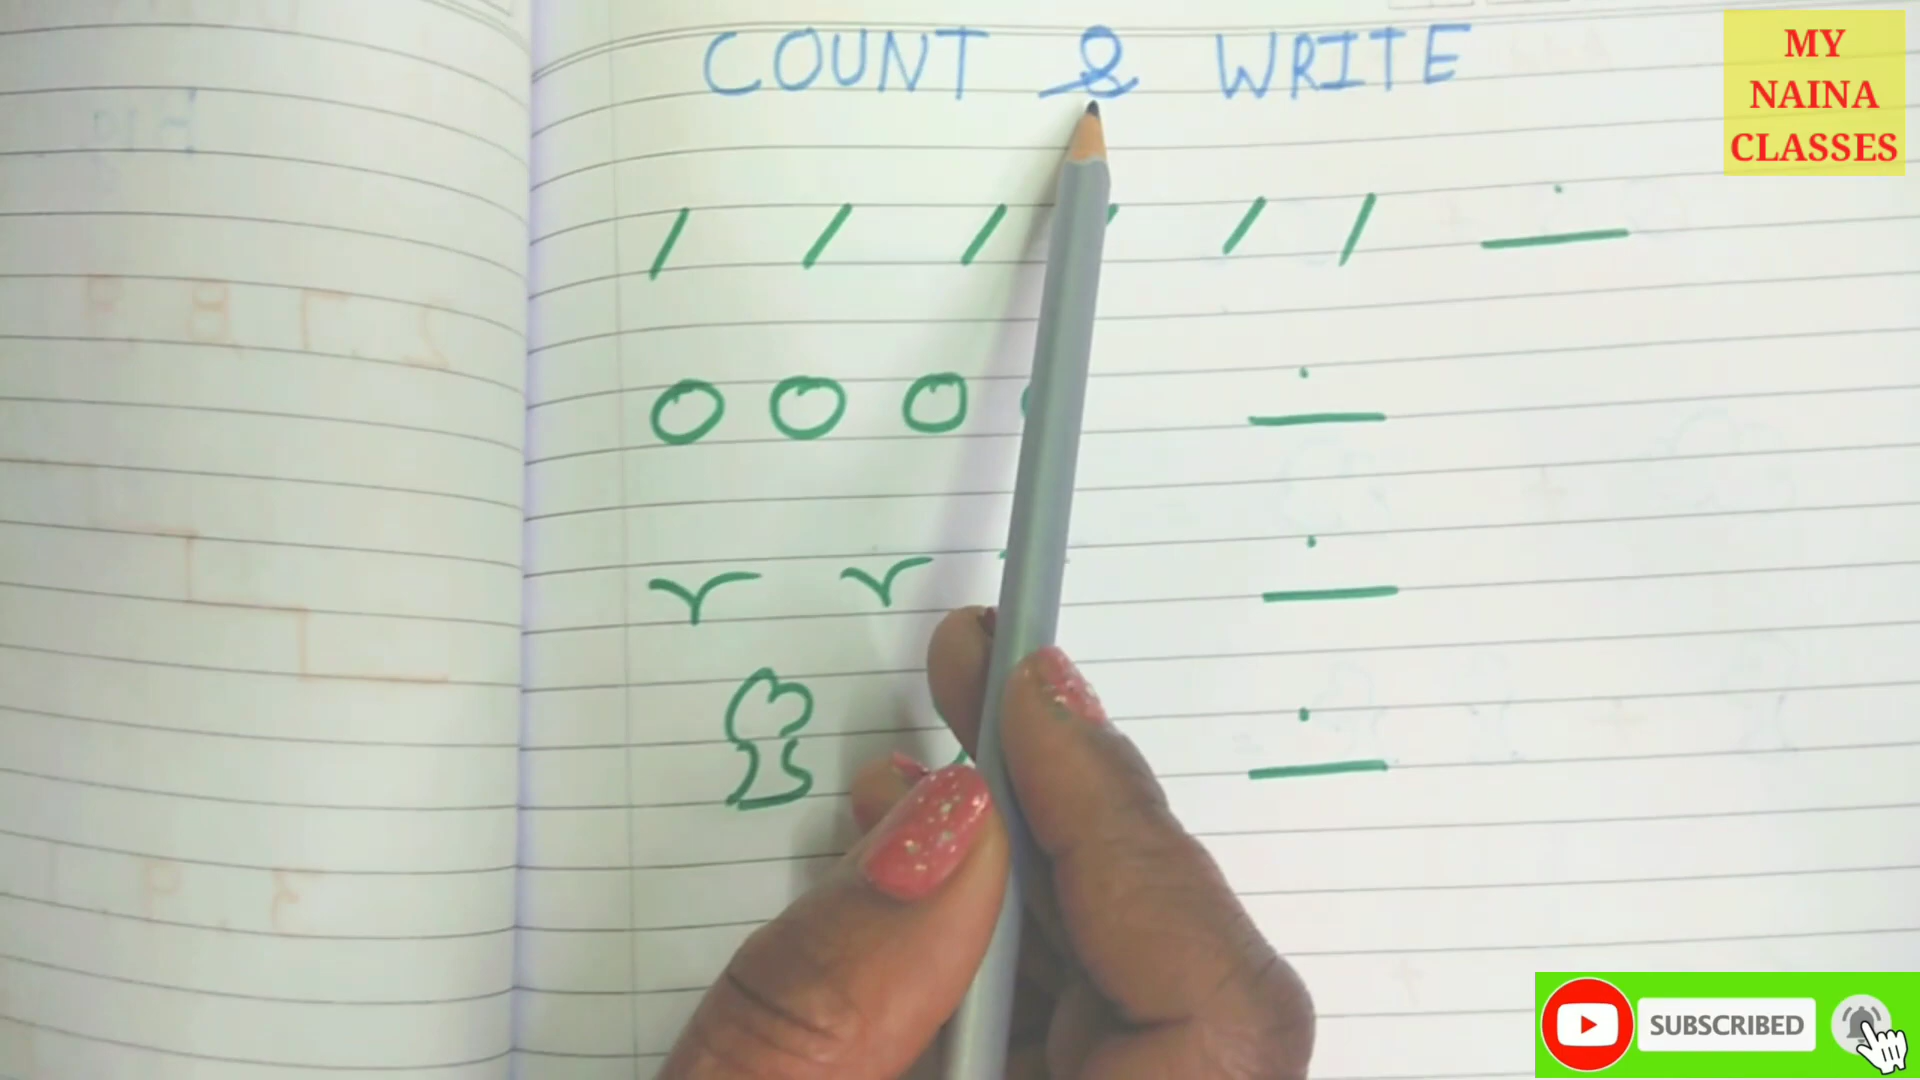 COUNT & WRITE
MY
NAINA
CLASSES
SUBSCRIBED